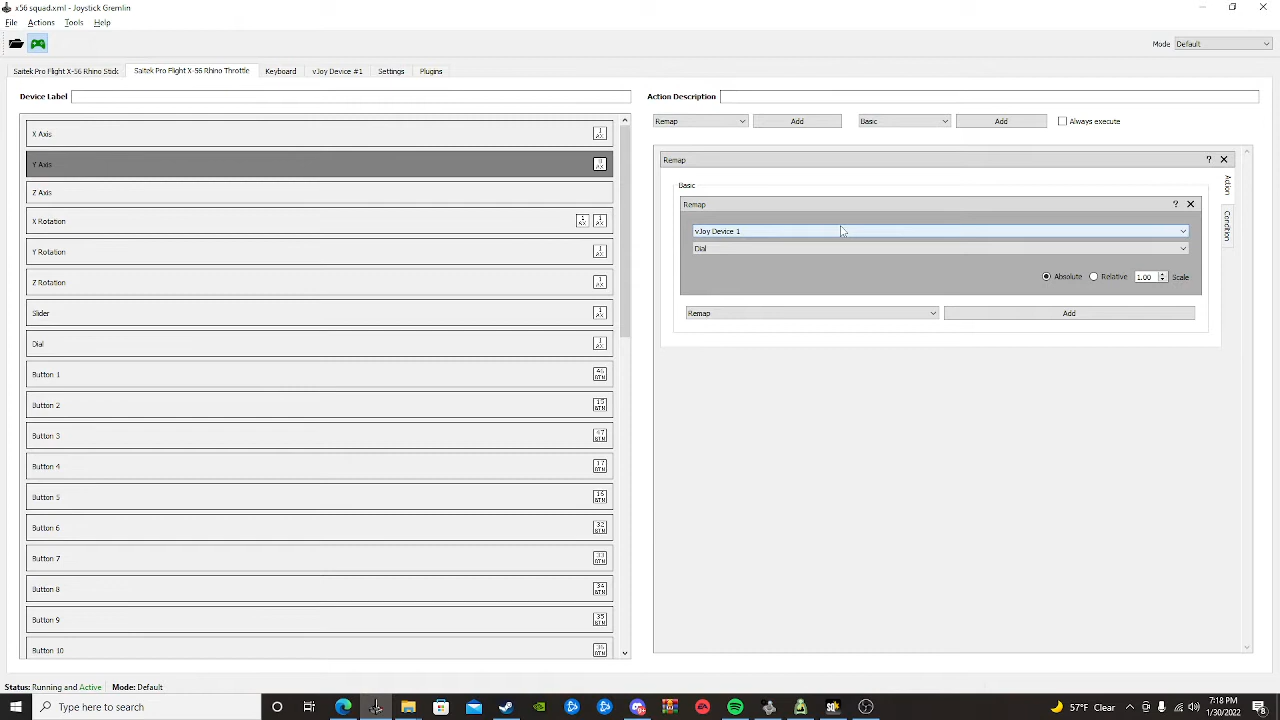 x56 squad.xml - Joystick Gremlin
File Actions Tools Help
Mode Default
Saitek Pro Flight X-56 Rhino Stick Saitek Pro Flight X-56 Rhino Throttle Keyboard vJoy Device #1 Settings Plugins
Device Label
Action Description
Remap Add Basic Add Always execute
X Axis
Y Axis
Z Axis
X Rotation
Y Rotation
Z Rotation
Slider
Dial
Button 1
Button 2
Button 3
Button 4
Button 5
Button 6
Button 7
Button 8
Button 9
Button 10
Remap ?
Action
Condition
Basic
Remap ?
vJoy Device 1
Dial
Absolute Relative 1.00 Scale
Remap Add
Status: Running and Active Mode: Default
Type here to search
57°F Clear
7:18 PM
1/30/2022